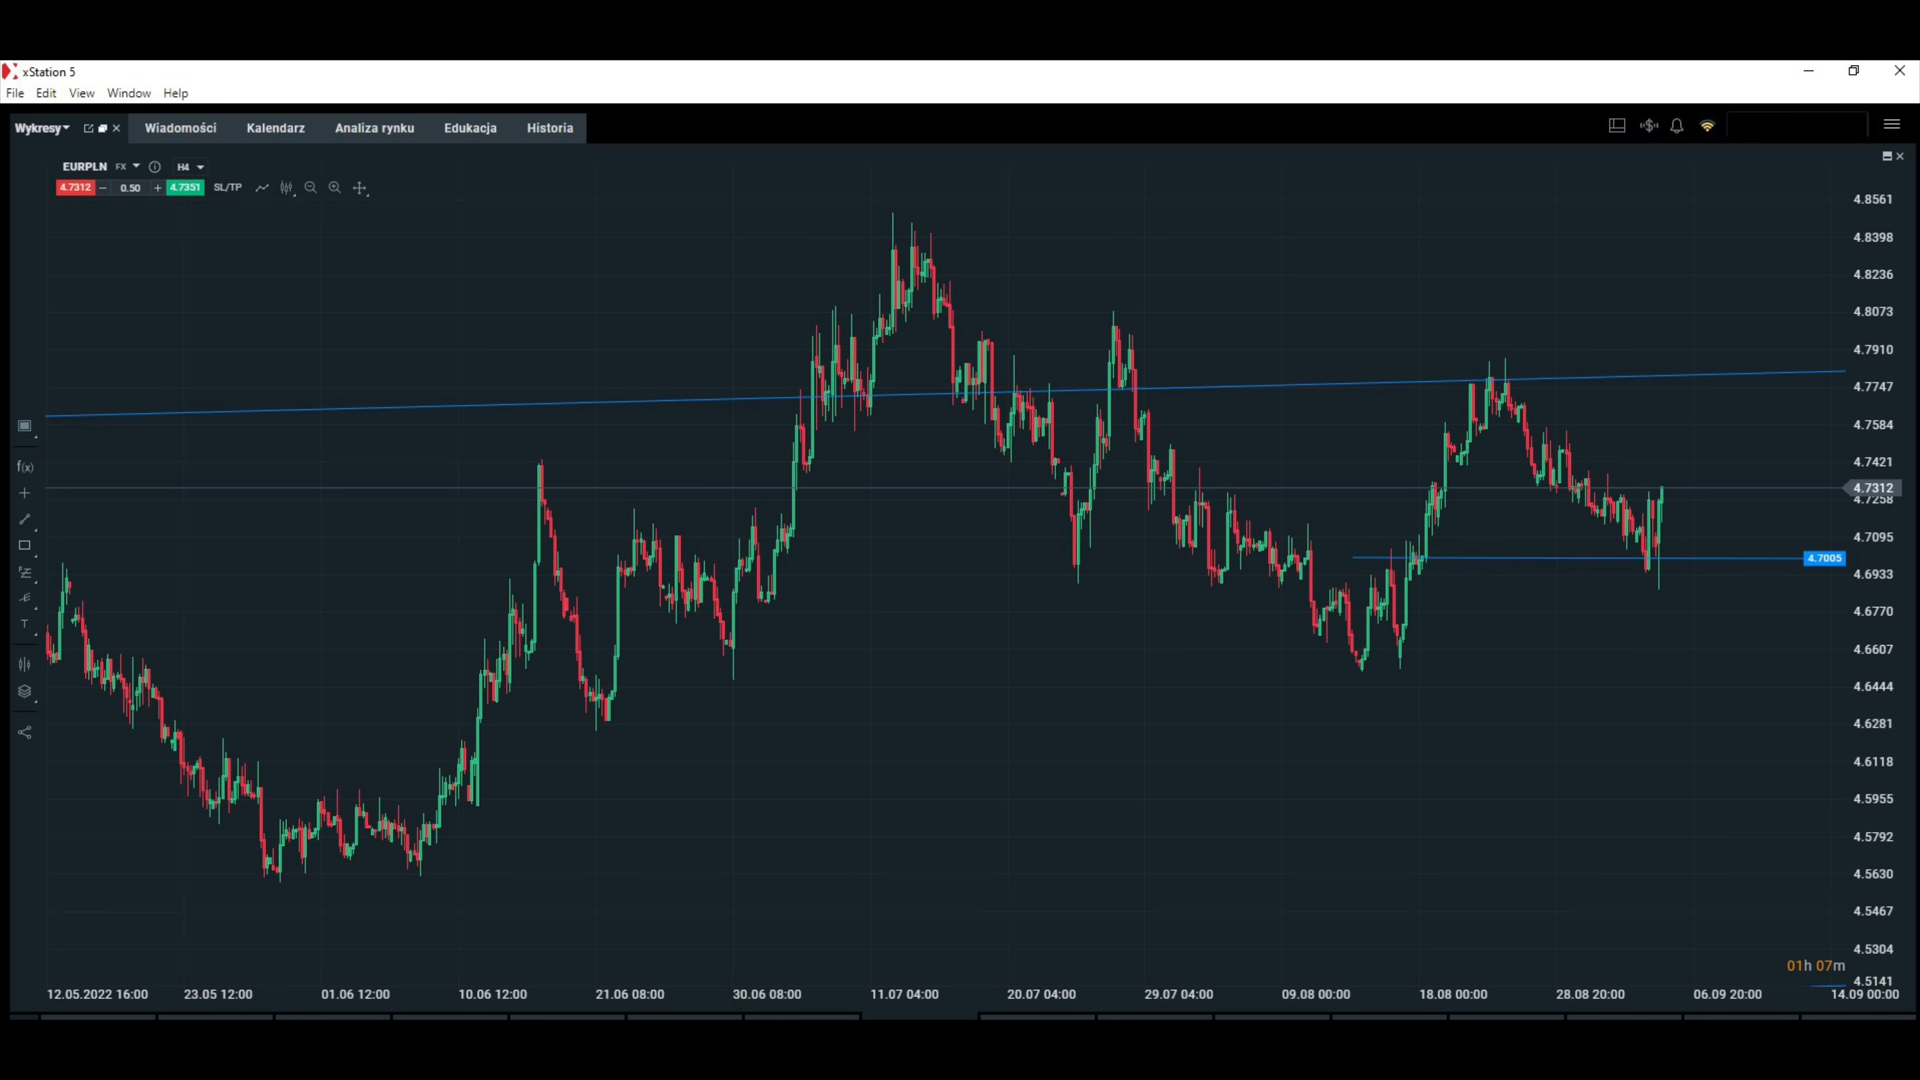 xStation 5
File Edit View Window Help
Wykresy Wiadomości Kalendarz Analiza rynku Edukacja Historia
EURPLN FX H4
4.7312 0.50 4.7351 SL/TP
4.8561
4.8398
4.8236
4.8073
4.7910
4.7747
4.7584
4.7421
4.7312
4.7258
4.7095
4.7005
4.6933
4.6770
4.6607
4.6444
4.6281
4.6118
4.5955
4.5792
4.5630
4.5467
4.5304
4.5141
f(x)
T
01h 07m
12.05.2022 16:00 23.05 12:00 01.06 12:00 10.06 12:00 21.06 08:00 30.06 08:00 11.07 04:00 20.07 04:00 29.07 04:00 09.08 00:00 18.08 00:00 28.08 20:00 06.09 20:00 14.09 00:00